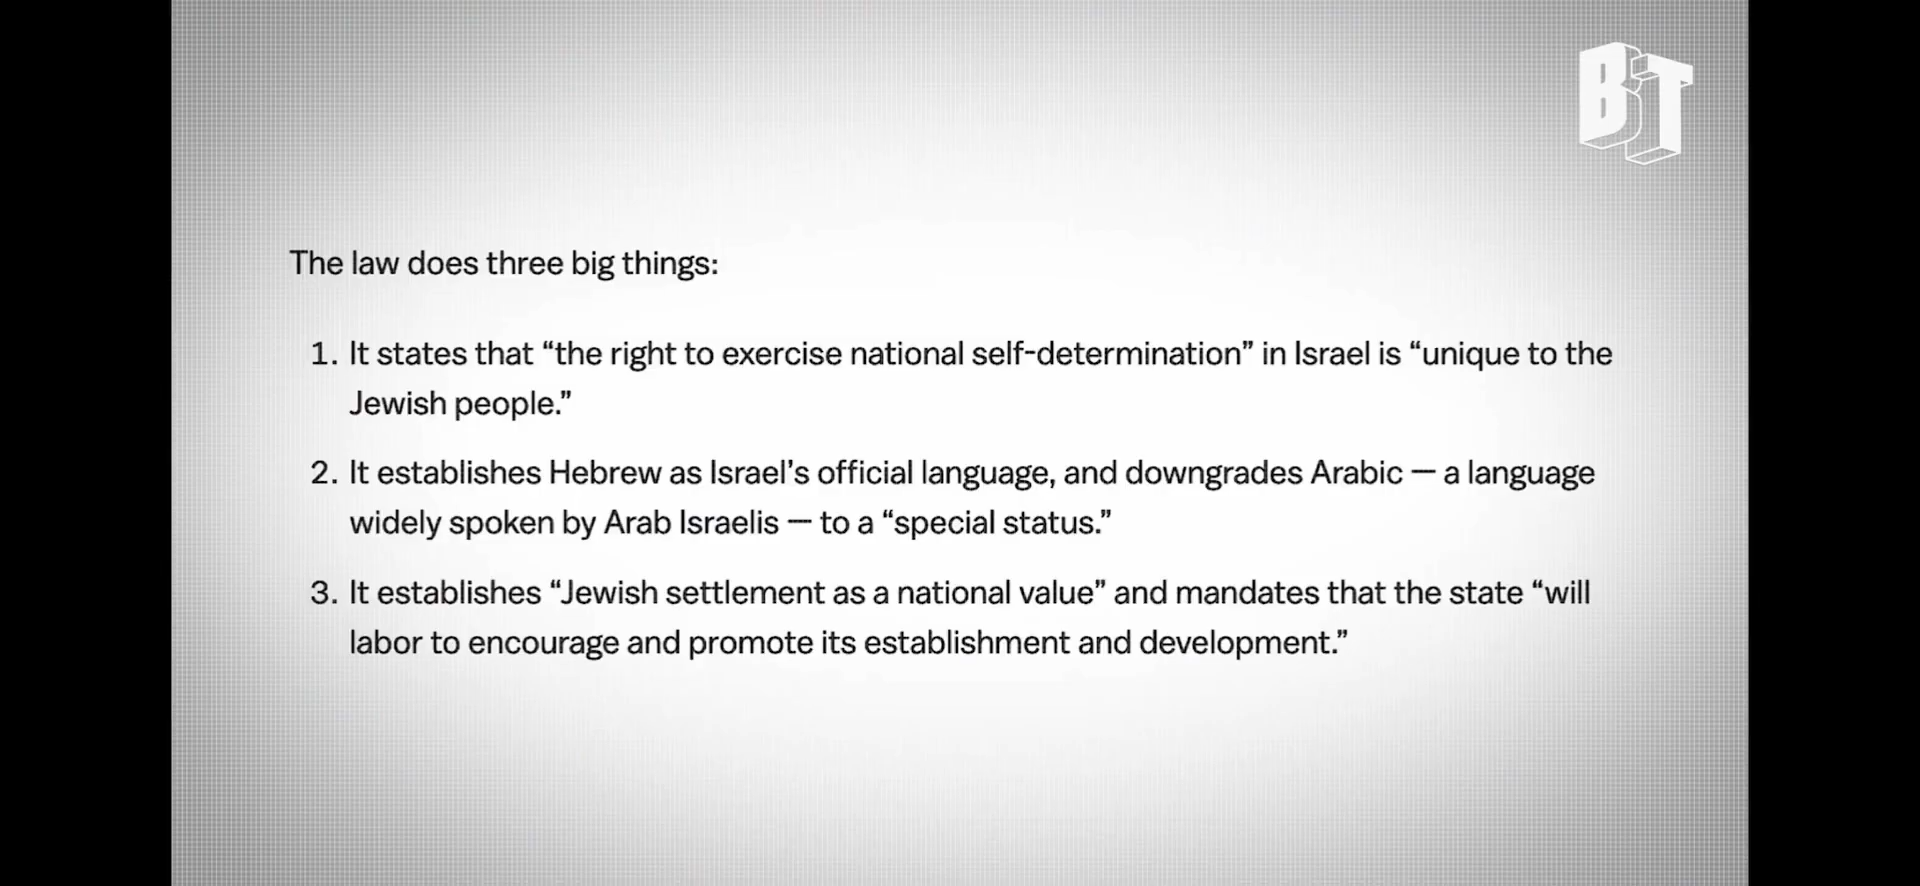 BT
The law does three big things:
1. It states that “the right to exercise national self-determination” in Israel is “unique to the
Jewish people.”
2. It establishes Hebrew as Israel’s official language, and downgrades Arabic — a language
widely spoken by Arab Israelis — to a “special status.”
3. It establishes “Jewish settlement as a national value” and mandates that the state “will
labor to encourage and promote its establishment and development.”